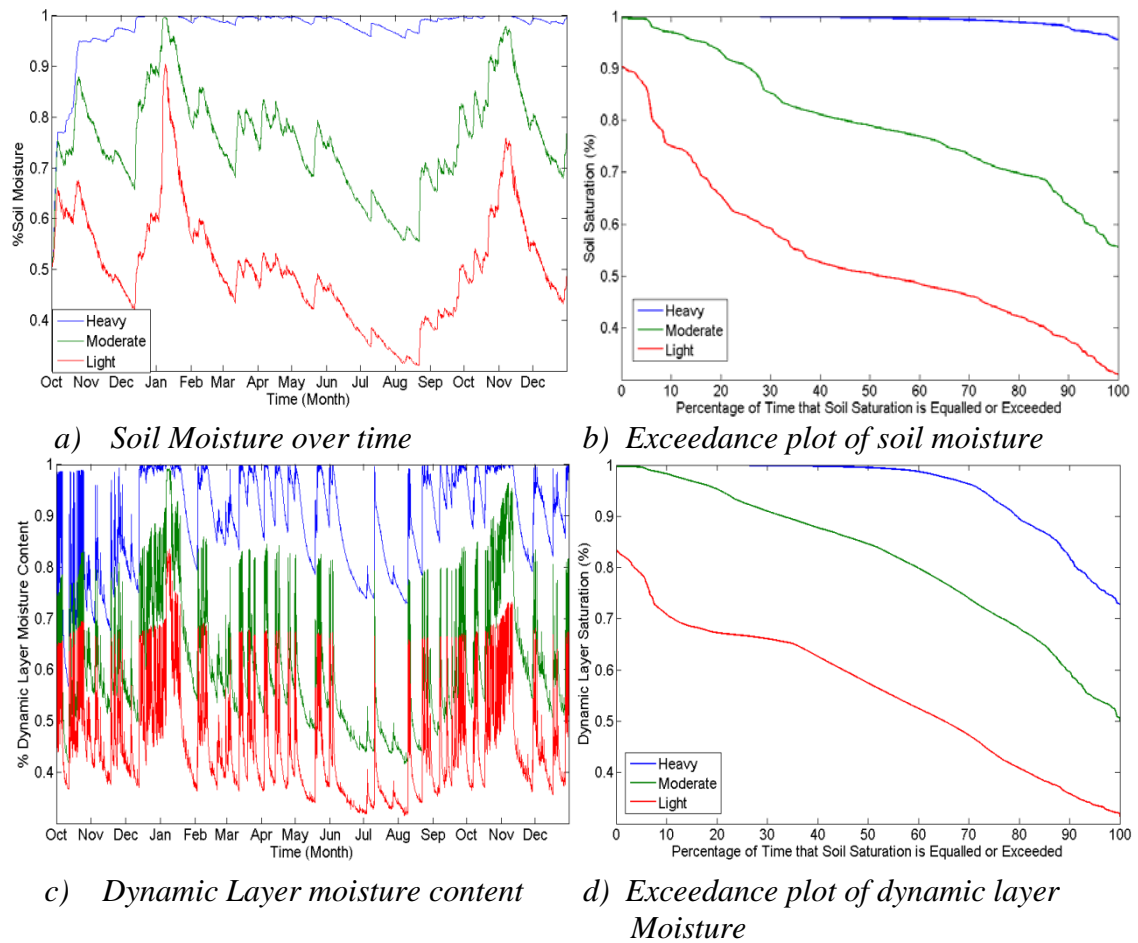 %Soil Moisture
1
0.9
0.8
0.7
0.6
0.5
0.4
Heavy
Moderate
Light
Oct Nov Dec Jan Feb Mar Apr May Jun Jul Aug Sep Oct Nov Dec
Time (Month)
a) Soil Moisture over time
Soil Saturation (%)
1
0.9
0.8
0.7
0.6
0.5
0.4
Heavy
Moderate
Light
0 10 20 30 40 50 60 70 80 90 100
Percentage of Time that Soil Saturation is Equalled or Exceeded
b) Exceedance plot of soil moisture
% Dynamic Layer Moisture Content
1
0.9
0.8
0.7
0.6
0.5
0.4
Oct Nov Dec Jan Feb Mar Apr May Jun Jul Aug Sep Oct Nov Dec
Time (Month)
c) Dynamic Layer moisture content
Dynamic Layer Saturation (%)
1
0.9
0.8
0.7
0.6
0.5
0.4
Heavy
Moderate
Light
0 10 20 30 40 50 60 70 80 90 100
Percentage of Time that Soil Saturation is Equalled or Exceeded
d) Exceedance plot of dynamic layer
Moisture